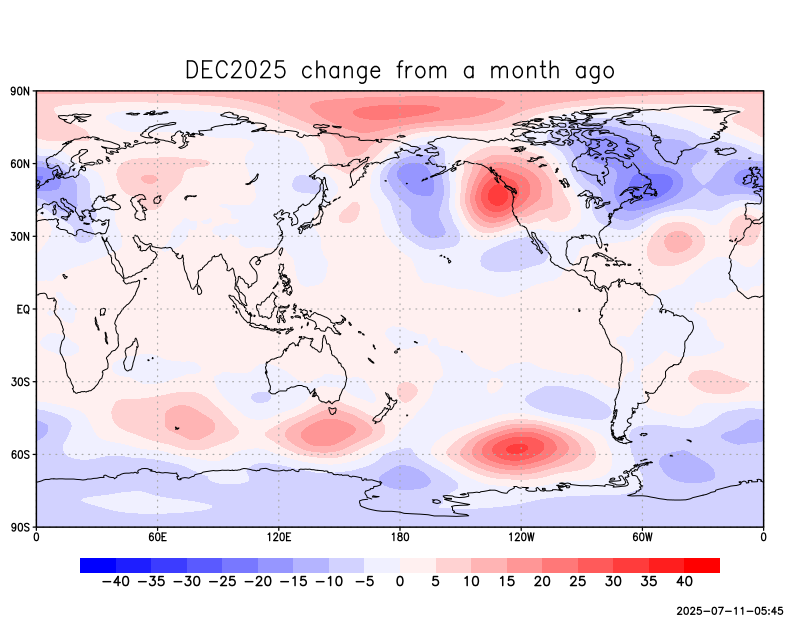 DEC2025 change from a month ago
90N
60N
30N
EQ
30S
60S
90S
0 60E 120E 180 120W 60W 0
−40 −35 −30 −25 −20 −15 −10 −5 0 5 10 15 20 25 30 35 40
2025-07-11-05:45